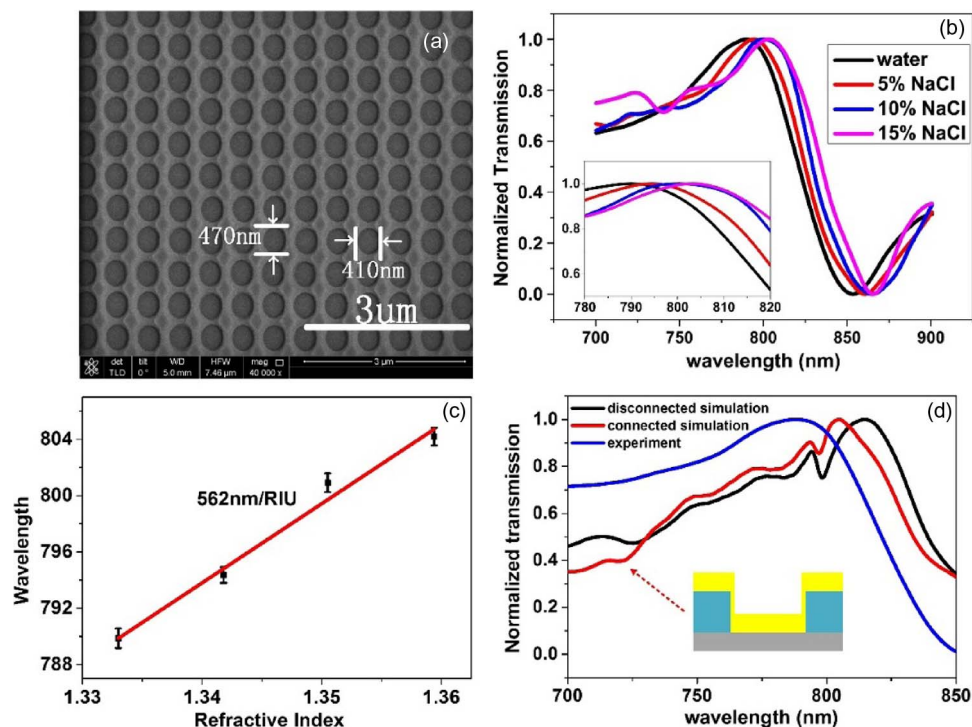 (a)
470nm
410nm
3um
det tilt WD HFW mag 3 μm
TLD 0 ° 5.0 mm 7.46 μm 40 000 x
(b)
Normalized Transmission
1.0
0.8
0.6
0.4
0.2
0.0
water
5% NaCl
10% NaCl
15% NaCl
1.0
0.8
0.6
780 790 800 810 820
700 750 800 850 900
wavelength (nm)
(c)
Wavelength
804
800
796
792
788
562nm/RIU
1.33 1.34 1.35 1.36
Refractive Index
(d)
Normalized transmission
1.0
0.8
0.6
0.4
0.2
0.0
disconnected simulation
connected simulation
experiment
700 750 800 850
wavelength (nm)